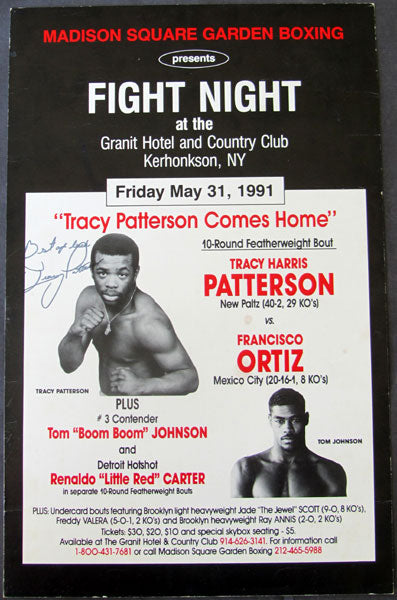 MADISON SQUARE GARDEN BOXING
presents
FIGHT NIGHT
at the
Granit Hotel and Country Club
Kerhonkson, NY
Friday May 31, 1991
"Tracy Patterson Comes Home"
Best of luck
Tracy Patterson
TRACY PATTERSON
10-Round Featherweight Bout
TRACY HARRIS
PATTERSON
New Paltz (40-2, 29 KO's)
vs.
FRANCISCO
ORTIZ
Mexico City (20-16-1, 8 KO's)
PLUS
# 3 Contender
Tom "Boom Boom" JOHNSON
and
Detroit Hotshot
Renaldo "Little Red" CARTER
in separate 10-Round Featherweight Bouts
TOM JOHNSON
PLUS: Undercard bouts featuring Brooklyn light heavyweight Jade "The Jewel" SCOTT (9-0, 8 KO's),
Freddy VALERA (5-0-1, 2 KO's) and Brooklyn heavyweight Ray ANNIS (2-0, 2 KO's)
Tickets: $30, $20, $10 and special skybox seating - $5.
Available at The Granit Hotel & Country Club 914-626-3141. For information call
1-800-431-7681 or call Madison Square Garden Boxing 212-465-5988